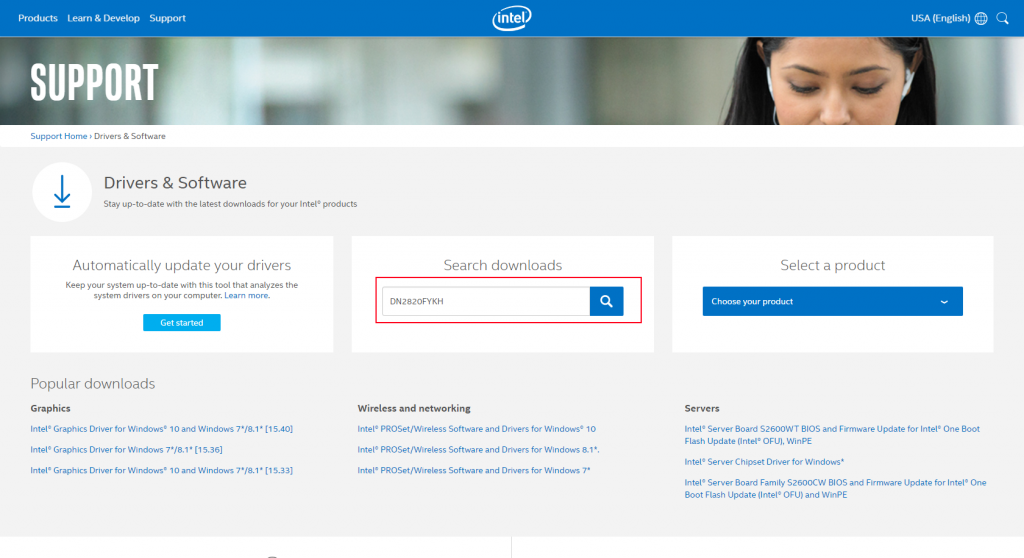 Products Learn & Develop Support
intel
USA (English)
SUPPORT
Support Home › Drivers & Software
Drivers & Software
Stay up-to-date with the latest downloads for your Intel® products
Automatically update your drivers
Keep your system up-to-date with this tool that analyzes the
system drivers on your computer. Learn more.
Get started
Search downloads
DN2820FYKH
Select a product
Choose your product
Popular downloads
Graphics
Intel® Graphics Driver for Windows® 10 and Windows 7*/8.1* [15.40]
Intel® Graphics Driver for Windows 7*/8.1* [15.36]
Intel® Graphics Driver for Windows® 10 and Windows 7*/8.1* [15.33]
Wireless and networking
Intel® PROSet/Wireless Software and Drivers for Windows® 10
Intel® PROSet/Wireless Software and Drivers for Windows 8.1*.
Intel® PROSet/Wireless Software and Drivers for Windows 7*
Servers
Intel® Server Board S2600WT BIOS and Firmware Update for Intel® One Boot
Flash Update (Intel® OFU), WinPE
Intel® Server Chipset Driver for Windows*
Intel® Server Board Family S2600CW BIOS and Firmware Update for Intel® One
Boot Flash Update (Intel® OFU) and WinPE